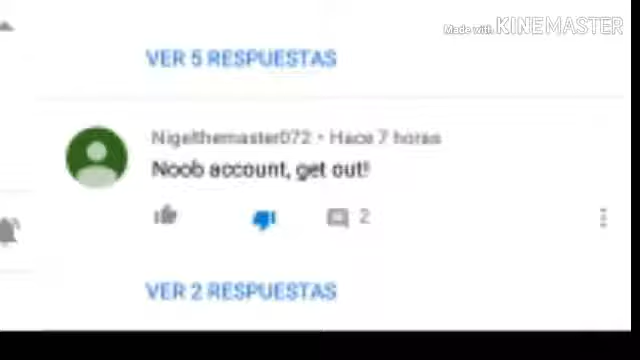 Made with KINEMASTER
VER 5 RESPUESTAS
Nigelthemaster072 • Hace 7 horas
Noob account, get out!
2
VER 2 RESPUESTAS